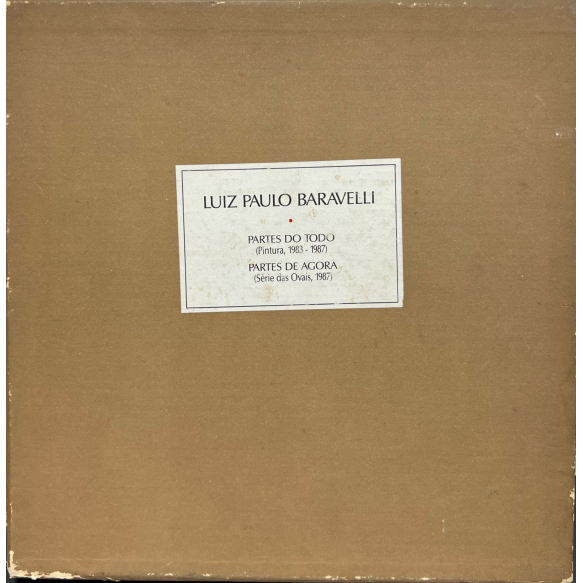 LUIZ PAULO BARAVELLI
PARTES DO TODO
(Pintura, 1983 - 1987)
PARTES DE AGORA
(Série das Ovais, 1987)